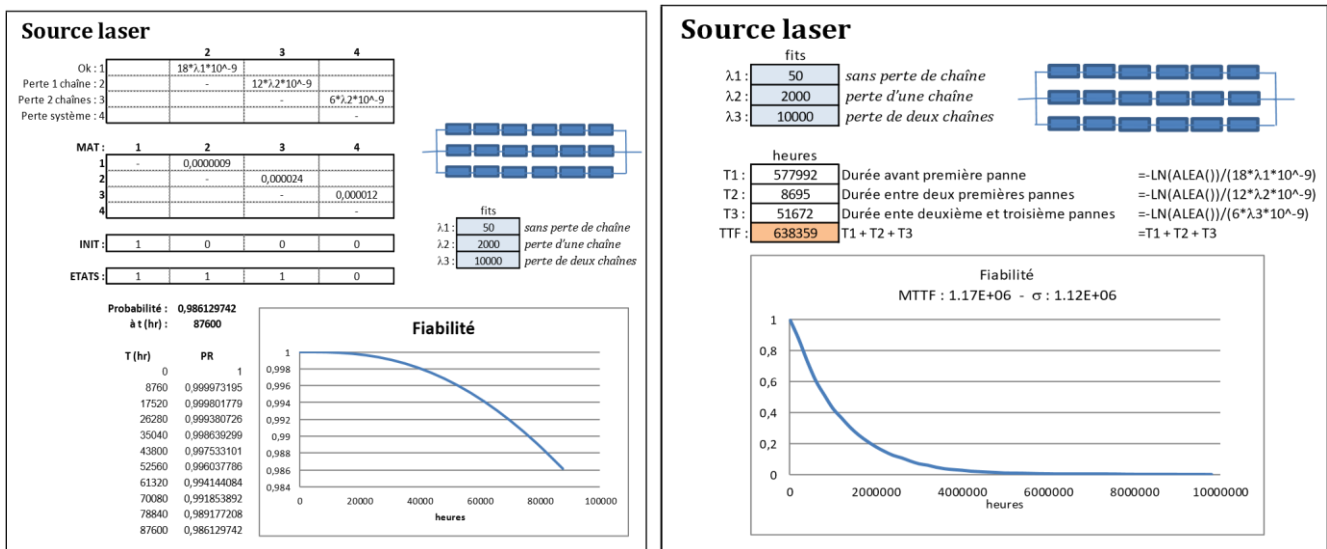 Source laser
2 3 4
Ok : 1 18*λ1*10^-9
Perte 1 chaîne : 2 - 12*λ2*10^-9
Perte 2 chaînes : 3 - 6*λ2*10^-9
Perte système : 4 -
MAT : 1 2 3 4
1 - 0,0000009
2 - 0,000024
3 - 0,000012
4 -
fits
λ1 : 50 sans perte de chaîne
λ2 : 2000 perte d'une chaîne
λ3 : 10000 perte de deux chaînes
INIT : 1 0 0 0
ETATS : 1 1 1 0
Probabilité : 0,986129742
à t (hr) : 87600
T (hr) PR
0 1
8760 0,999973195
17520 0,999801779
26280 0,999380726
35040 0,998639299
43800 0,997533101
52560 0,996037786
61320 0,994144084
70080 0,991853892
78840 0,989177208
87600 0,986129742
Fiabilité
1
0,998
0,996
0,994
0,992
0,99
0,988
0,986
0,984
0 20000 40000 60000 80000 100000
heures
Source laser
fits
λ1 : 50 sans perte de chaîne
λ2 : 2000 perte d'une chaîne
λ3 : 10000 perte de deux chaînes
heures
T1 : 577992 Durée avant première panne =-LN(ALEA())/(18*λ1*10^-9)
T2 : 8695 Durée entre deux premières pannes =-LN(ALEA())/(12*λ2*10^-9)
T3 : 51672 Durée ente deuxième et troisième pannes =-LN(ALEA())/(6*λ3*10^-9)
TTF : 638359 T1 + T2 + T3 =T1 + T2 + T3
Fiabilité
MTTF : 1.17E+06 - σ : 1.12E+06
1
0,8
0,6
0,4
0,2
0
0 2000000 4000000 6000000 8000000 10000000
heures